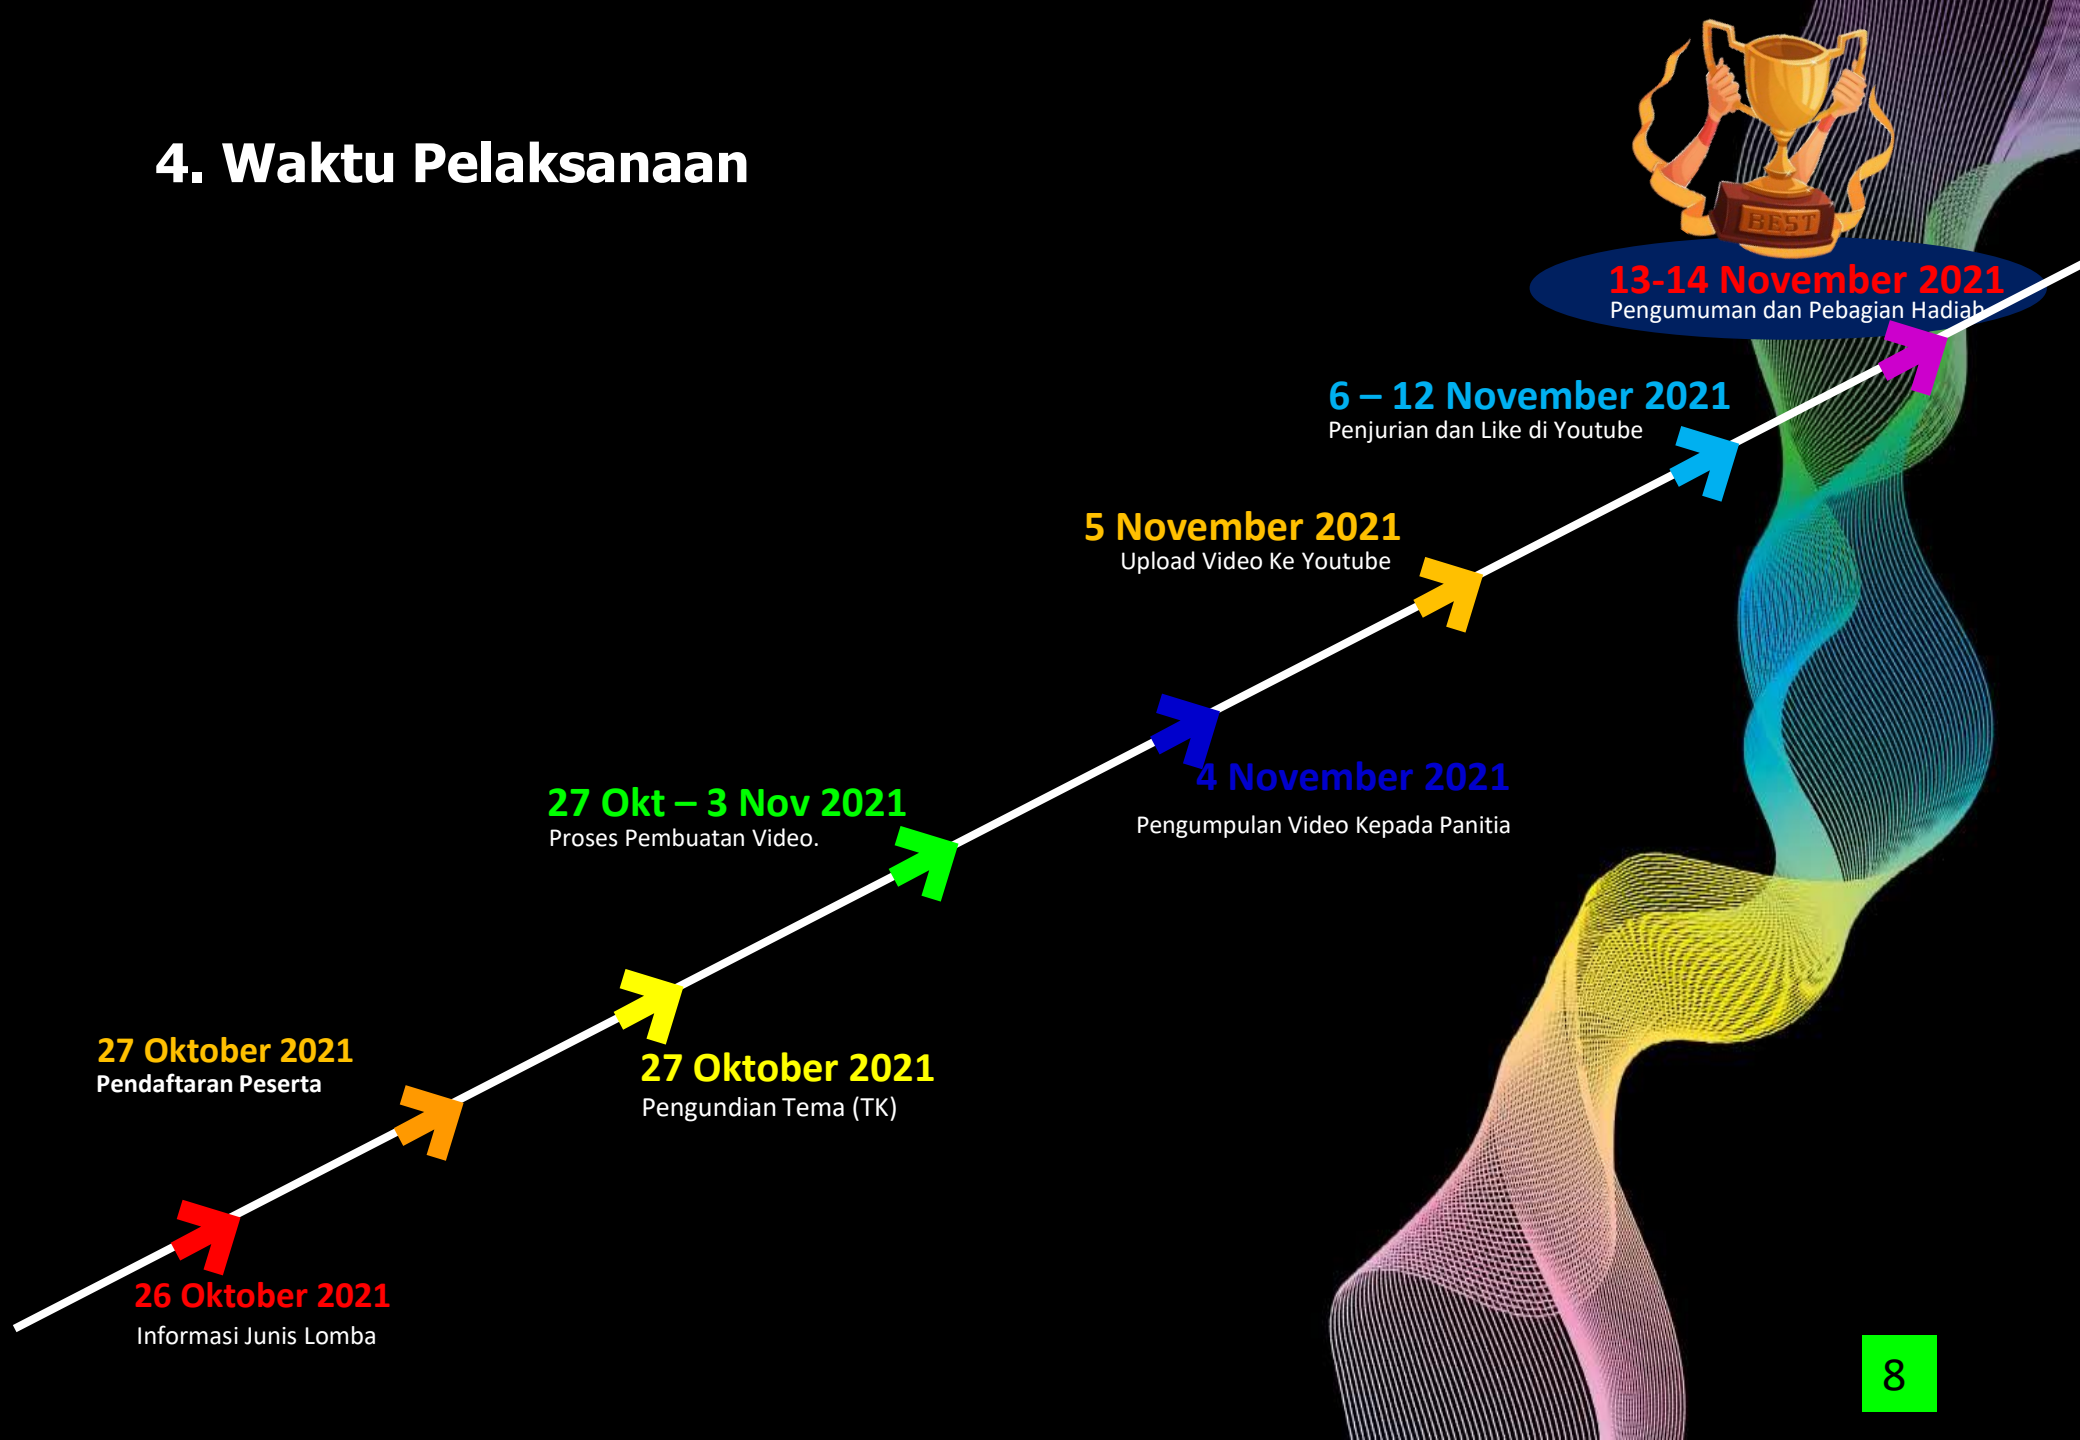 4. Waktu Pelaksanaan
BEST
13-14 November 2021
Pengumuman dan Pebagian Hadiah
6 – 12 November 2021
Penjurian dan Like di Youtube
5 November 2021
Upload Video Ke Youtube
4 November 2021
Pengumpulan Video Kepada Panitia
27 Okt – 3 Nov 2021
Proses Pembuatan Video.
27 Oktober 2021
Pendaftaran Peserta
27 Oktober 2021
Pengundian Tema (TK)
26 Oktober 2021
Informasi Junis Lomba
8